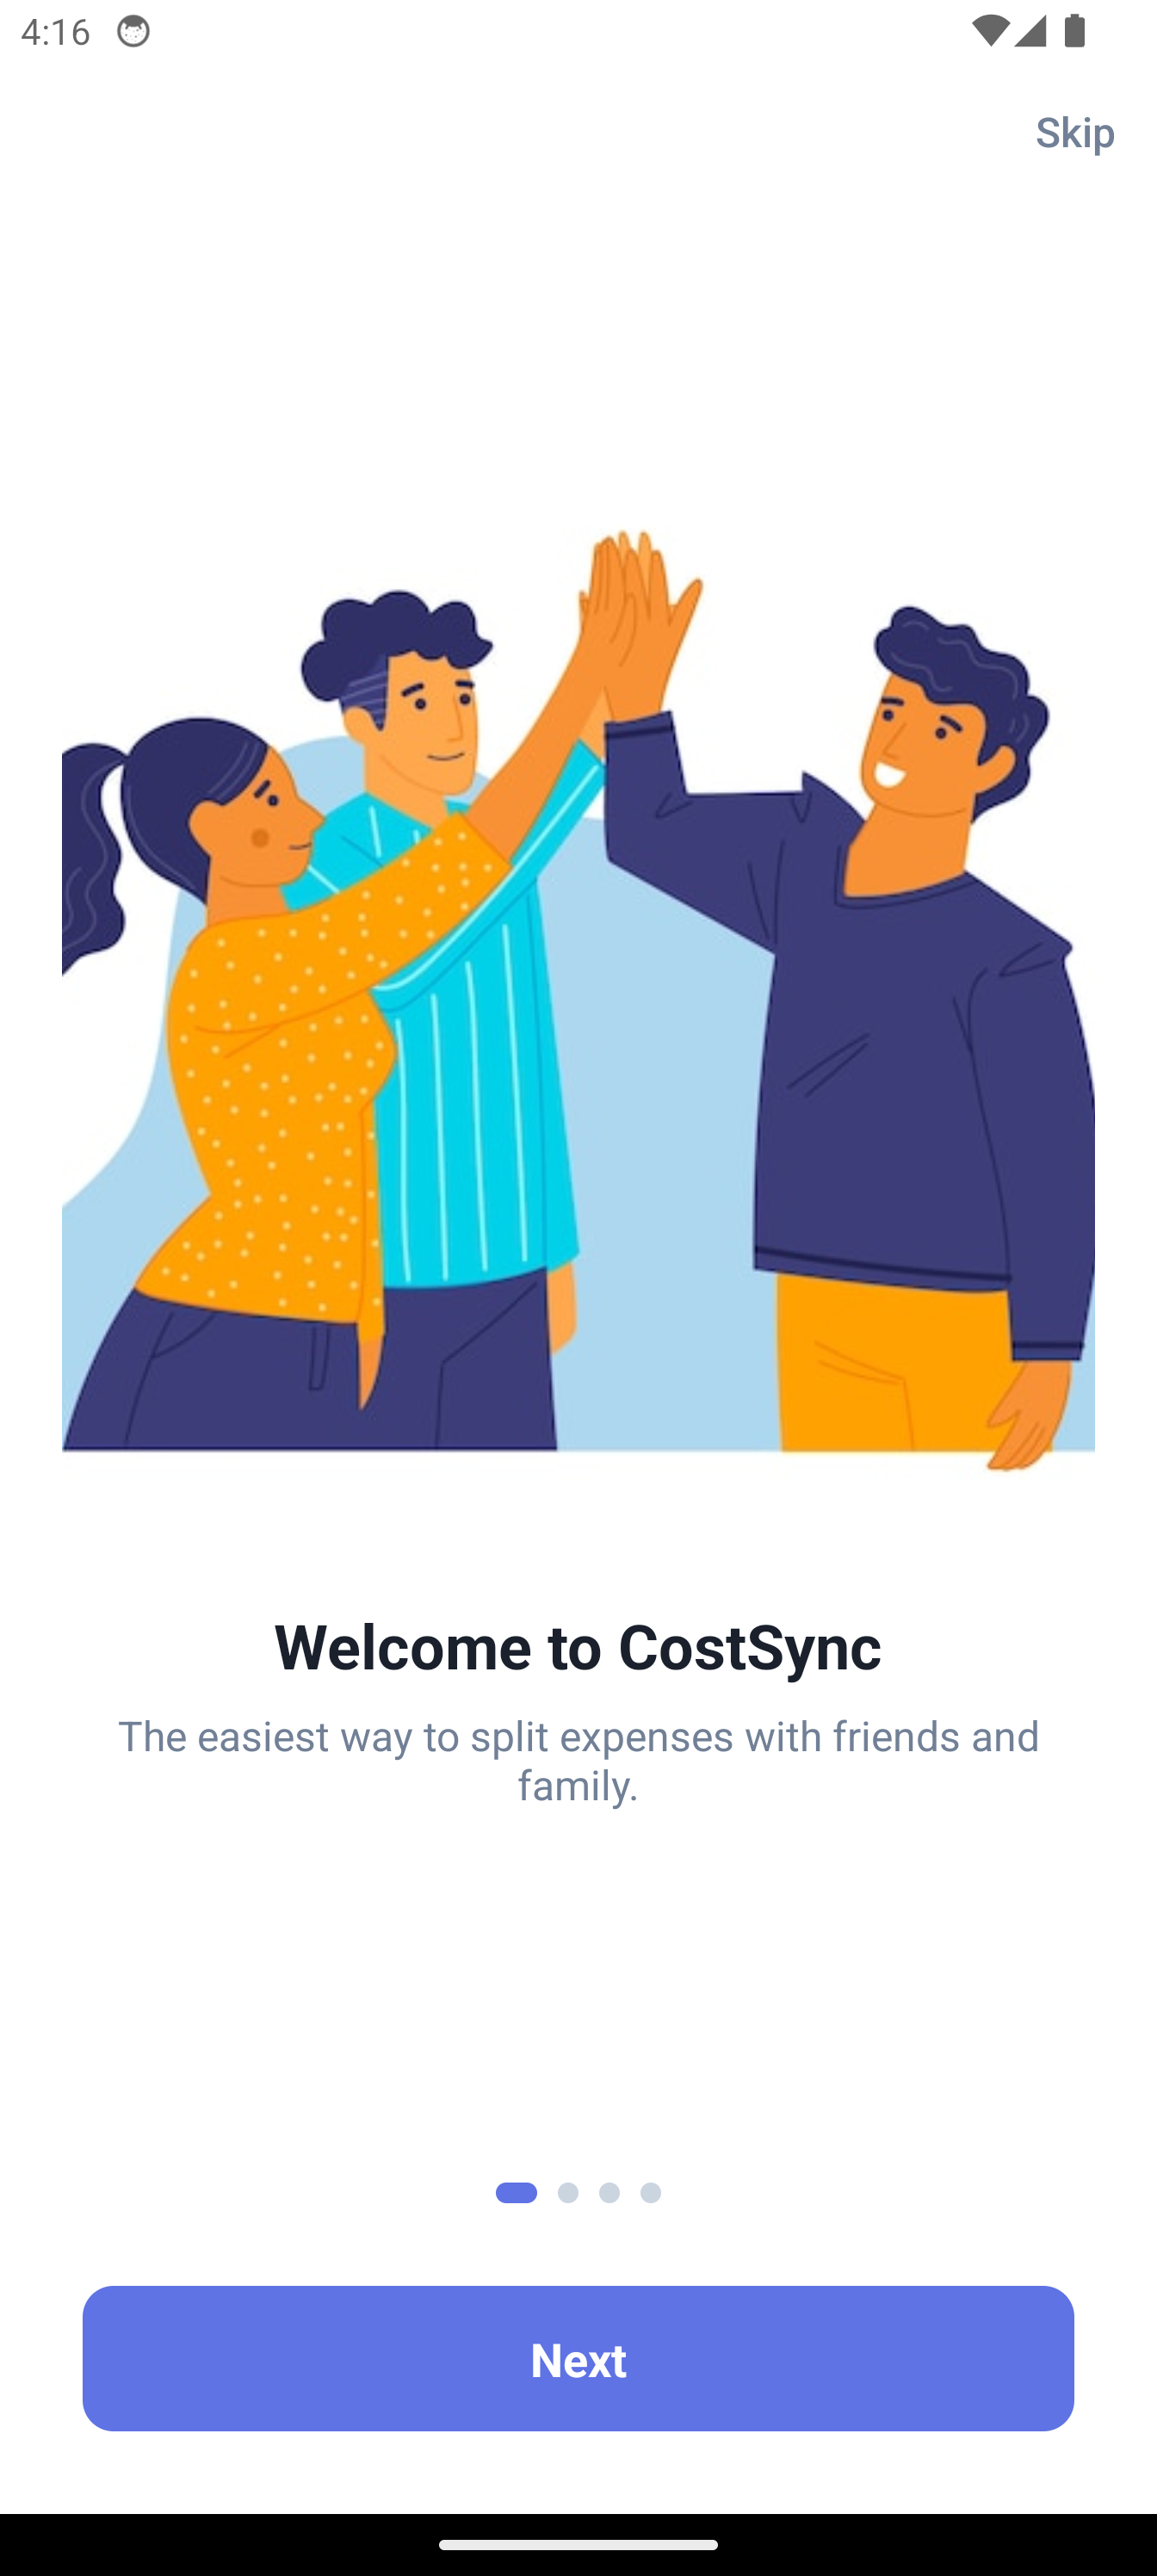 4:16
Skip
Welcome to CostSync
The easiest way to split expenses with friends and
family.
Next